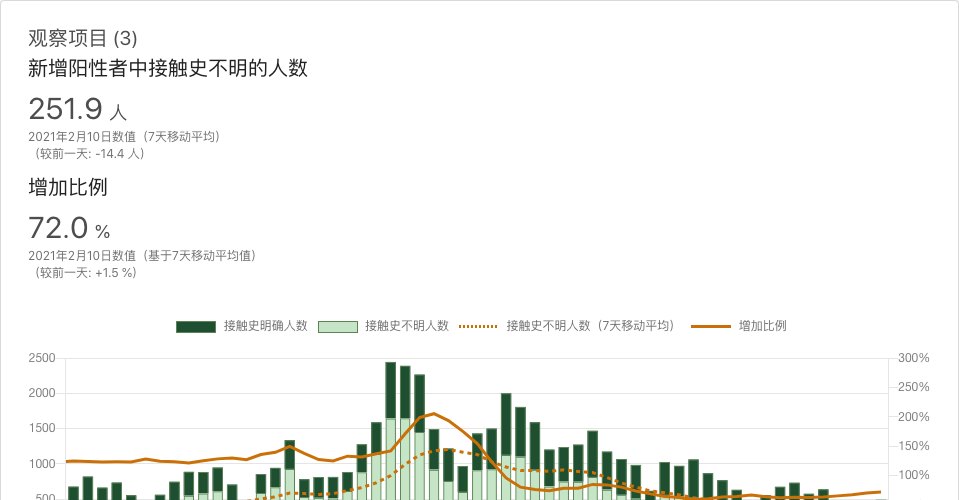 观察项目 (3)
新增阳性者中接触史不明的人数
251.9 人
2021年2月10日数值（7天移动平均）
（较前一天: -14.4 人）
增加比例
72.0 %
2021年2月10日数值（基于7天移动平均值）
（较前一天: +1.5 %）
接触史明确人数 接触史不明人数 接触史不明人数（7天移动平均） 增加比例
2500 300%
250%
2000
200%
1500
150%
1000
100%
500